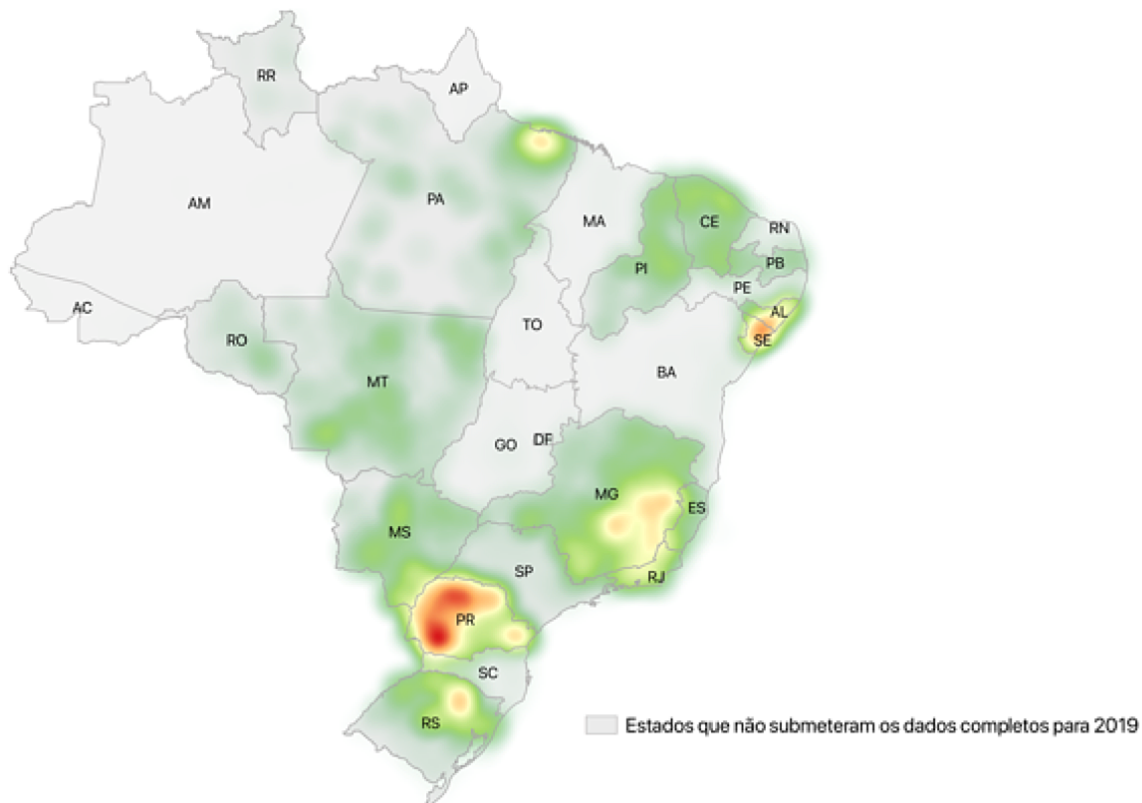 RR
AP
AM
PA
MA
CE
RN
PI
PB
PE
AC
AL
TO
RO
SE
BA
MT
GO
DF
MG
ES
MS
SP
RJ
PR
SC
RS
Estados que não submeteram os dados completos para 2019